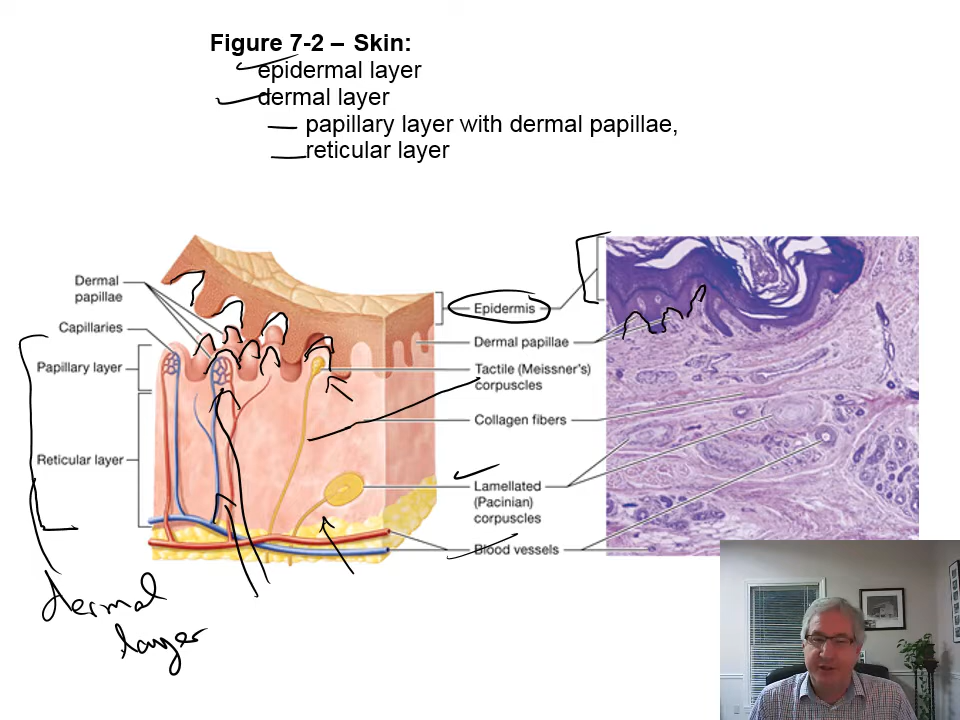 Figure 7-2 – Skin:
epidermal layer
dermal layer
papillary layer with dermal papillae,
reticular layer
Dermal
papillae
Capillaries
Papillary layer
Reticular layer
Epidermis
Dermal papillae
Tactile (Meissner's)
corpuscles
Collagen fibers
Lamellated
(Pacinian)
corpuscles
Blood vessels
dermal
layer